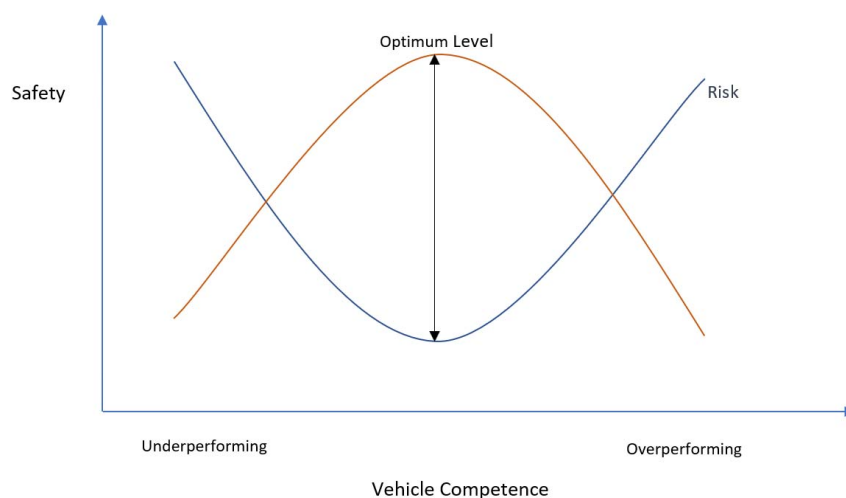 Optimum Level
Safety
Risk
Underperforming
Overperforming
Vehicle Competence